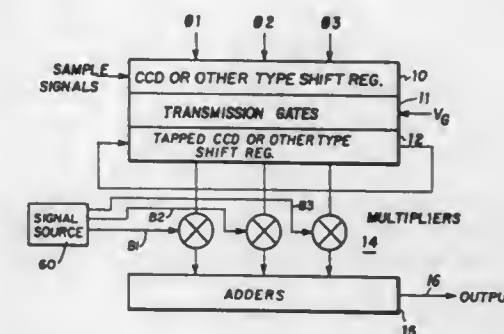 Ø1 Ø2 Ø3
SAMPLE SIGNALS
CCD OR OTHER TYPE SHIFT REG.
10
11
TRANSMISSION GATES
VG
TAPPED CCD OR OTHER TYPE SHIFT REG.
12
SIGNAL SOURCE
60
B1
B2
B3
MULTIPLIERS
14
ADDERS
16
OUTPUT
15